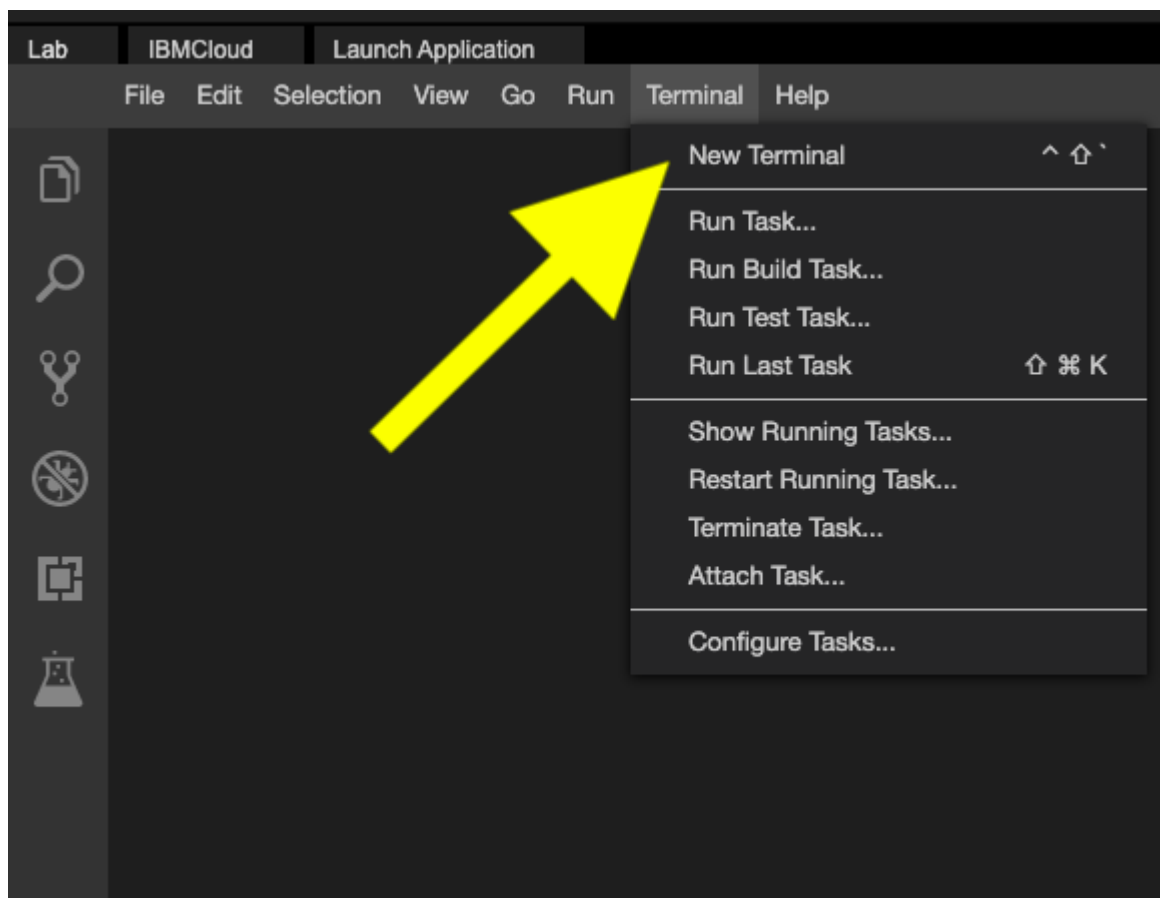 Lab IBMCloud Launch Application
File Edit Selection View Go Run Terminal Help
New Terminal ^ ⇧ `
Run Task...
Run Build Task...
Run Test Task...
Run Last Task ⇧ ⌘ K
Show Running Tasks...
Restart Running Task...
Terminate Task...
Attach Task...
Configure Tasks...